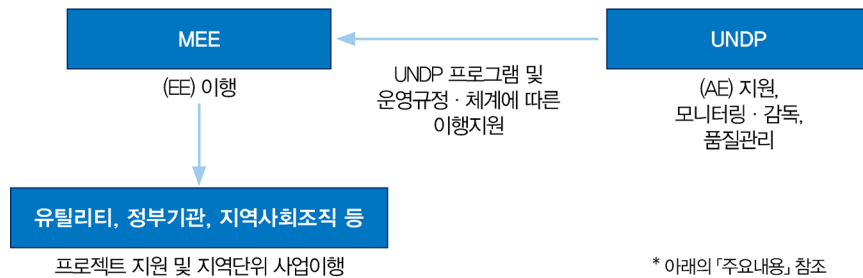 MEE
UNDP
(EE) 이행
UNDP 프로그램 및
운영규정 · 체계에 따른
이행지원
(AE) 지원,
모니터링 · 감독,
품질관리
유틸리티, 정부기관, 지역사회조직 등
프로젝트 지원 및 지역단위 사업이행
* 아래의 「주요내용」 참조